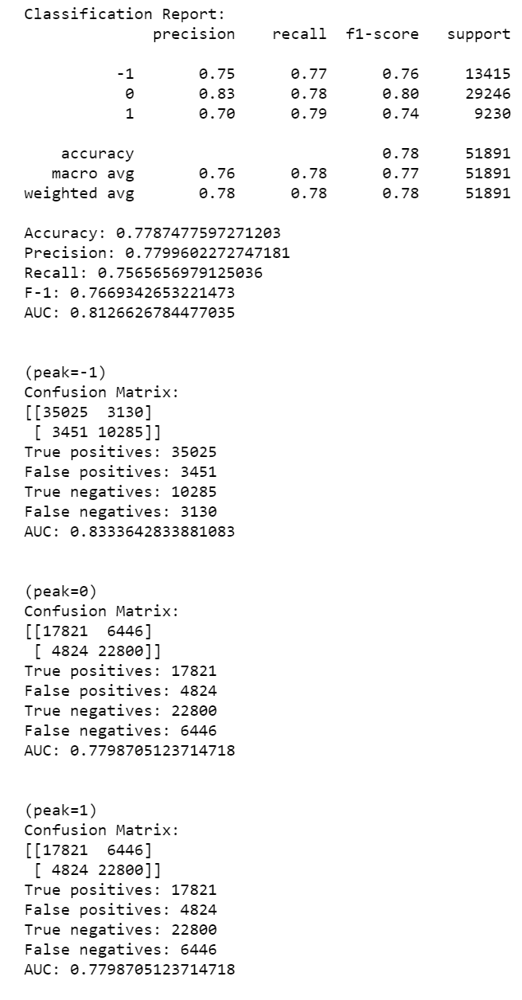 Classification Report:
precision recall f1-score support
-1 0.75 0.77 0.76 13415
0 0.83 0.78 0.80 29246
1 0.70 0.79 0.74 9230
accuracy 0.78 51891
macro avg 0.76 0.78 0.77 51891
weighted avg 0.78 0.78 0.78 51891
Accuracy: 0.7787477597271203
Precision: 0.7799602272747181
Recall: 0.7565656979125036
F-1: 0.7669342653221473
AUC: 0.8126626784477035
(peak=-1)
Confusion Matrix:
[[35025 3130]
[ 3451 10285]]
True positives: 35025
False positives: 3451
True negatives: 10285
False negatives: 3130
AUC: 0.8333642833881083
(peak=0)
Confusion Matrix:
[[17821 6446]
[ 4824 22800]]
True positives: 17821
False positives: 4824
True negatives: 22800
False negatives: 6446
AUC: 0.7798705123714718
(peak=1)
Confusion Matrix:
[[17821 6446]
[ 4824 22800]]
True positives: 17821
False positives: 4824
True negatives: 22800
False negatives: 6446
AUC: 0.7798705123714718